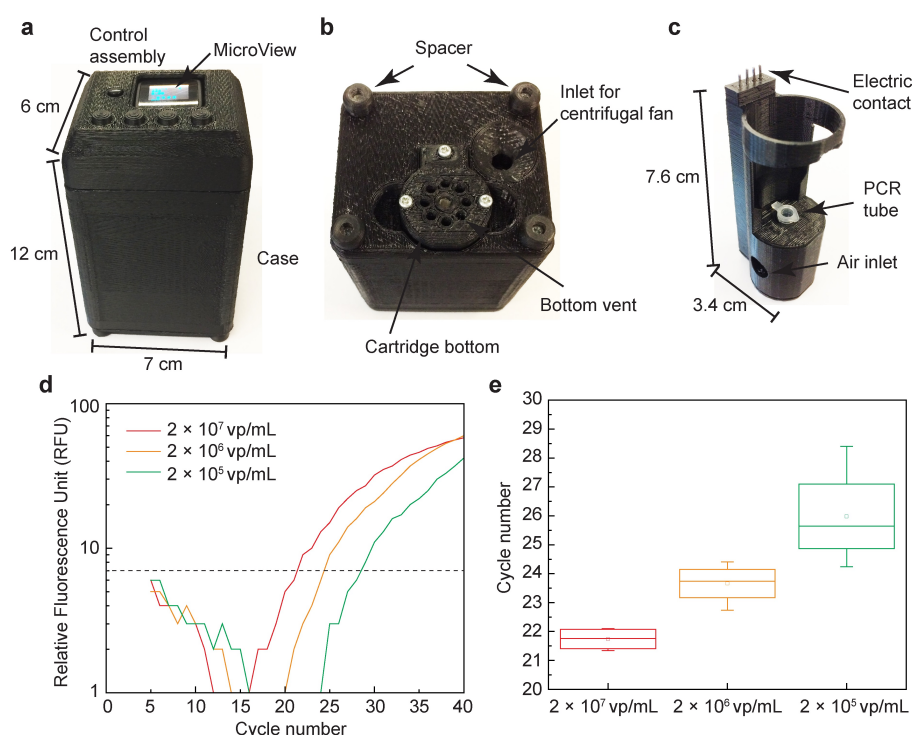 a
Control
assembly
MicroView
6 cm
12 cm
Case
7 cm
b
Spacer
Inlet for
centrifugal fan
Bottom vent
Cartridge bottom
c
Electric
contact
7.6 cm
PCR
tube
Air inlet
3.4 cm
d
Relative Fluorescence Unit (RFU)
100
10
1
2 × 10⁷ vp/mL
2 × 10⁶ vp/mL
2 × 10⁵ vp/mL
0 5 10 15 20 25 30 35 40
Cycle number
e
Cycle number
30
29
28
27
26
25
24
23
22
21
20
2 × 10⁷ vp/mL 2 × 10⁶ vp/mL 2 × 10⁵ vp/mL